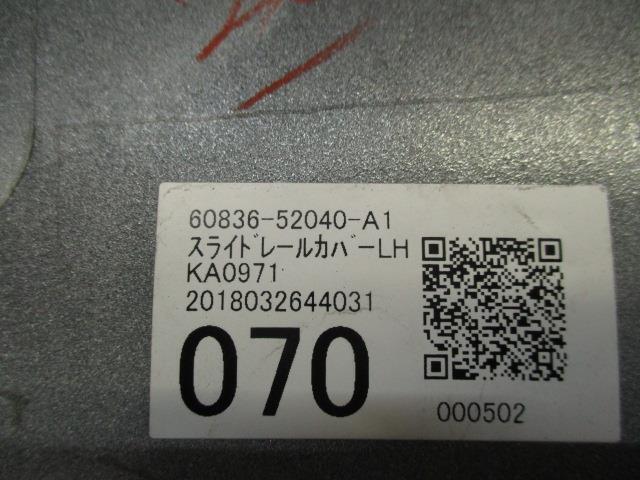 60836-52040-A1
ｽﾗｲﾄﾞﾚｰﾙｶﾊﾞｰLH
KA0971
2018032644031
070
000502